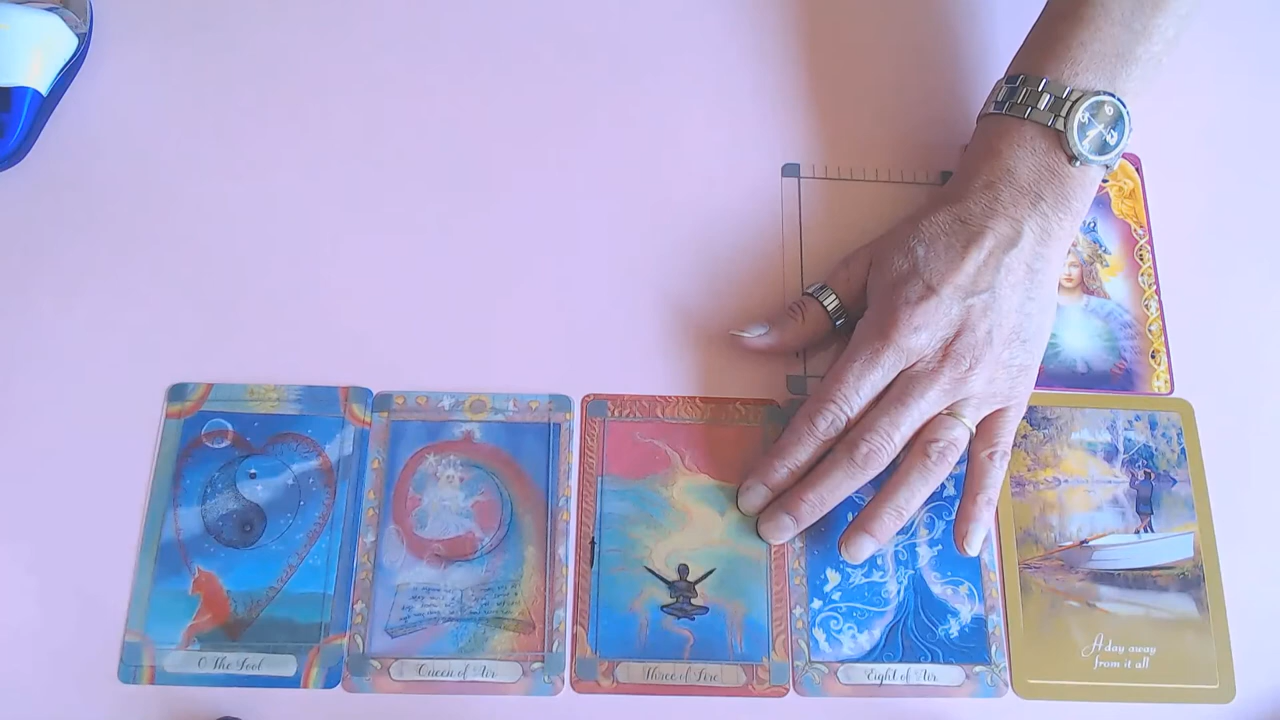 0 The Fool
Queen of Air
Three of Fire
Eight of Air
A day away
from it all